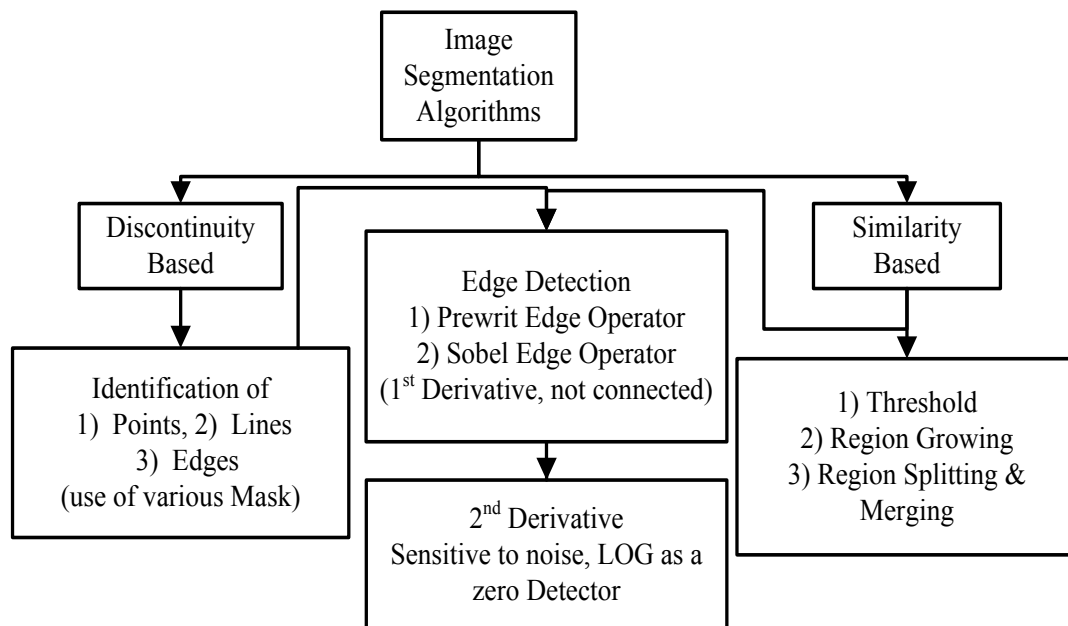 Image
Segmentation
Algorithms
Discontinuity
Based
Similarity
Based
Edge Detection
1) Prewrit Edge Operator
2) Sobel Edge Operator
(1st Derivative, not connected)
Identification of
1) Points, 2) Lines
3) Edges
(use of various Mask)
1) Threshold
2) Region Growing
3) Region Splitting &
Merging
2nd Derivative
Sensitive to noise, LOG as a
zero Detector